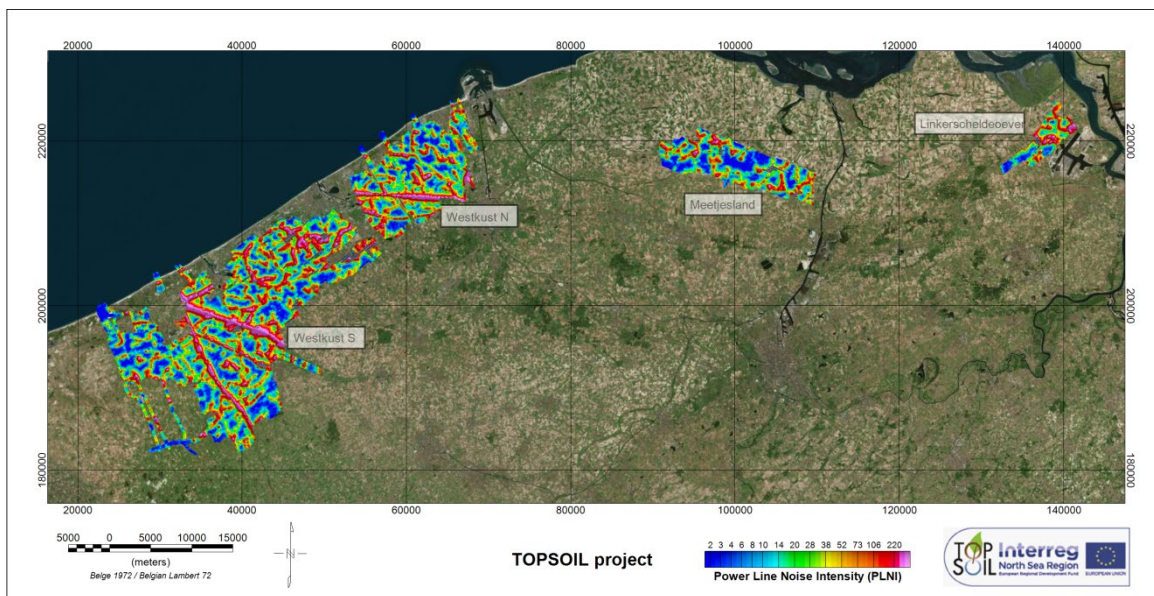 20000 40000 60000 80000 100000 120000 140000
220000 220000
Linkerscheldeoever
Meetjesland
Westkust N
200000 200000
Westkust S
180000 180000
20000 40000 60000 80000 100000 120000 140000
5000 0 5000 10000 15000
(meters)
Belge 1972 / Belgian Lambert 72
N
TOPSOIL project
2 3 4 6 8 10 14 20 28 38 52 73 106 220
Power Line Noise Intensity (PLNI)
TOP
SOIL
Interreg
North Sea Region
European Regional Development Fund
EUROPEAN UNION